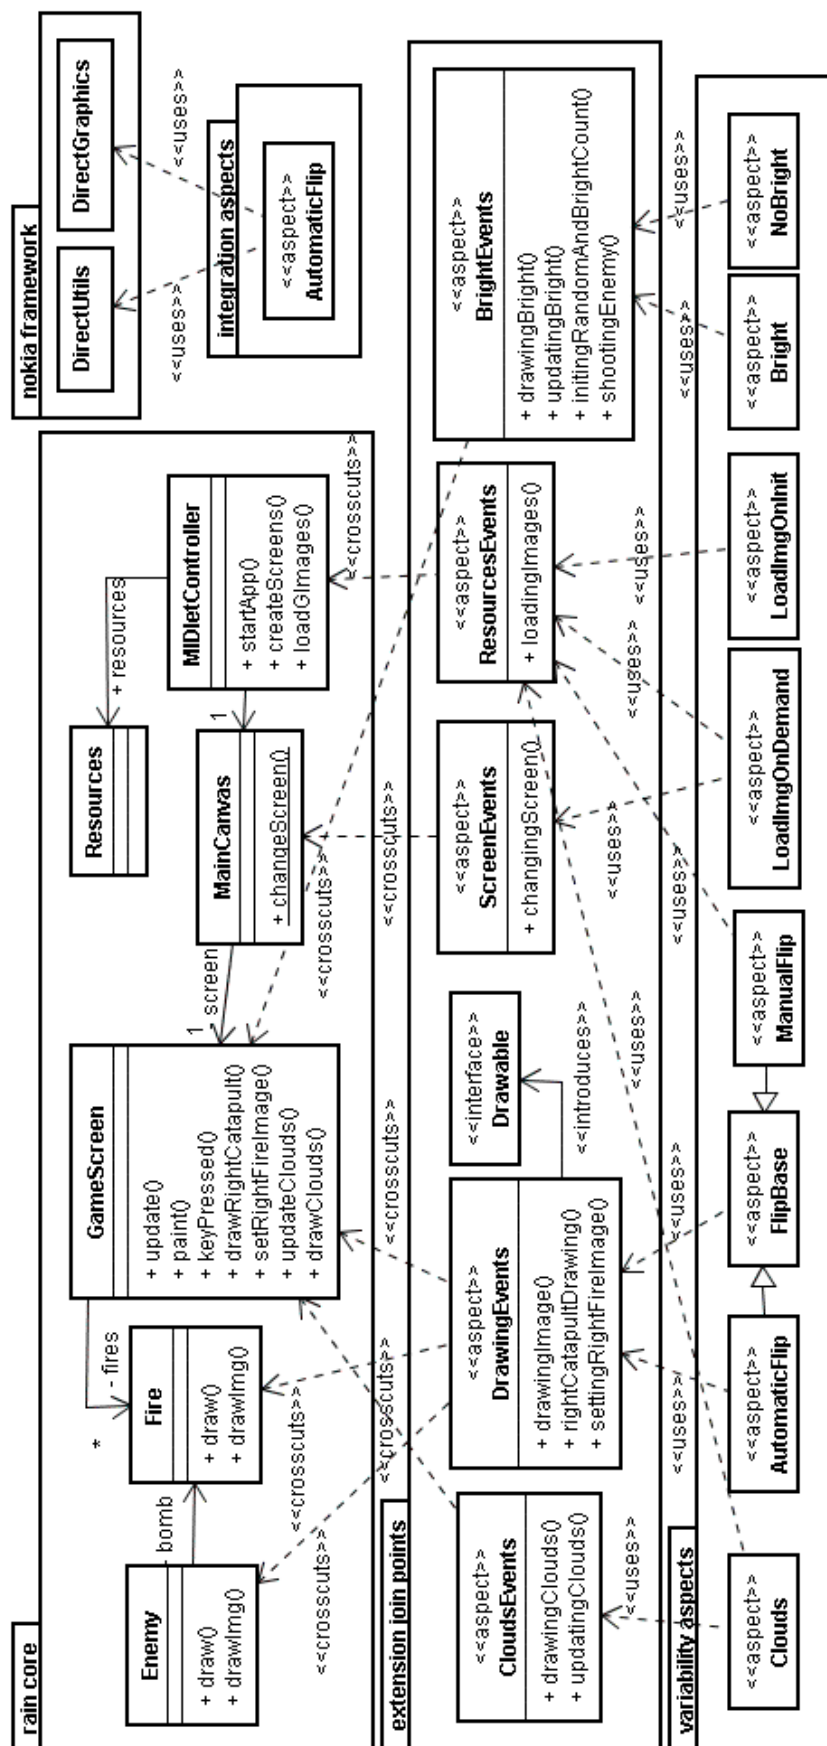 rain core
Enemy
+ draw()
+ drawImg()
- bomb
Fire
+ draw()
+ drawImg()
*
- fires
GameScreen
+ update()
+ paint()
+ keyPressed()
+ drawRightCatapult()
+ setRightFireImage()
+ updateClouds()
+ drawClouds()
1
screen
MainCanvas
+ changeScreen()
1
Resources
+ resources
MIDletController
+ startApp()
+ createScreens()
+ loadGImages()
nokia framework
DirectUtils
DirectGraphics
<<uses>>
<<uses>>
integration aspects
<<aspect>>
AutomaticFlip
<<crosscuts>>
<<crosscuts>>
<<crosscuts>>
<<crosscuts>>
<<crosscuts>>
<<crosscuts>>
<<crosscuts>>
extension join points
<<aspect>>
CloudsEvents
+ drawingClouds()
+ updatingClouds()
<<aspect>>
DrawingEvents
+ drawingImage()
+ rightCatapultDrawing()
+ settingRightFireImage()
<<interface>>
Drawable
<<introduces>>
<<aspect>>
ScreenEvents
+ changingScreen()
<<aspect>>
ResourcesEvents
+ loadingImages()
<<aspect>>
BrightEvents
+ drawingBright()
+ updatingBright()
+ initingRandomAndBrightCount()
+ shootingEnemy()
<<uses>>
<<uses>>
<<uses>>
<<uses>>
<<uses>>
<<uses>>
<<uses>>
<<uses>>
<<uses>>
<<uses>>
variability aspects
<<aspect>>
Clouds
<<aspect>>
AutomaticFlip
<<aspect>>
FlipBase
<<aspect>>
ManualFlip
<<aspect>>
LoadImgOnDemand
<<aspect>>
LoadImgOnInit
<<aspect>>
Bright
<<aspect>>
NoBright